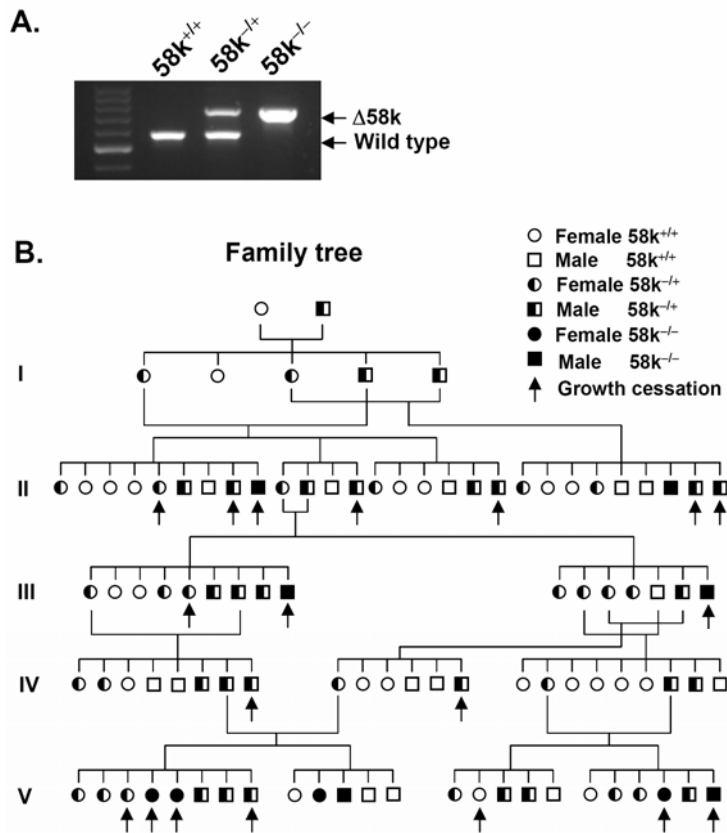 A.
58k+/+ 58k–/+ 58k–/–
Δ58k
Wild type
B.
Family tree
Female 58k+/+
Male 58k+/+
Female 58k–/+
Male 58k–/+
Female 58k–/–
Male 58k–/–
Growth cessation
I
II
III
IV
V